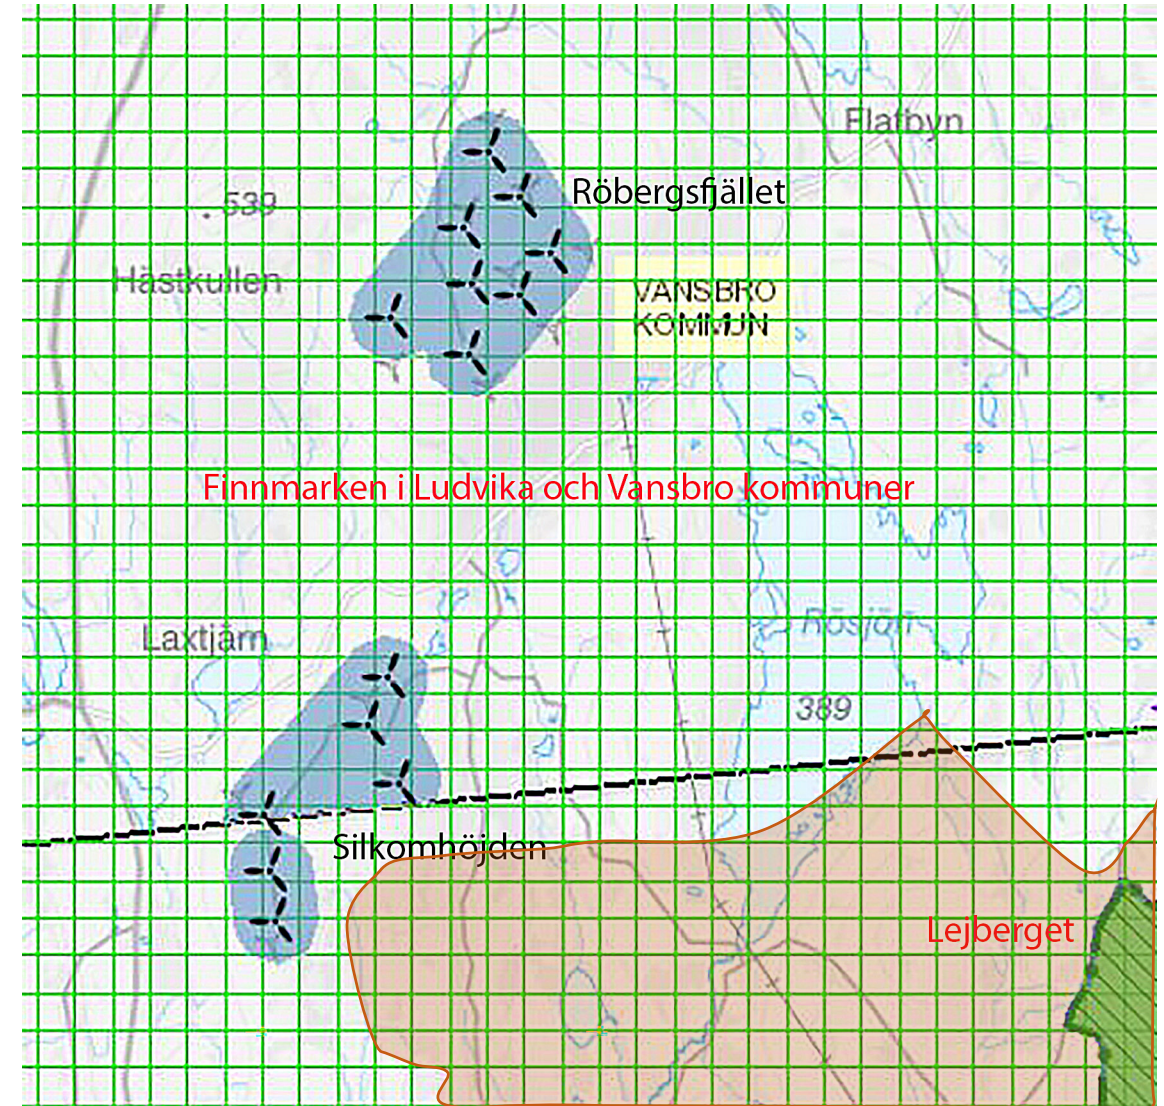 Flatbyn
Röbergsfjället
. 539
Hästkullen
VANSBRO
KOMMUN
Finnmarken i Ludvika och Vansbro kommuner
Rösjön
Laxtjärn
389
Silkomhöjden
Lejberget